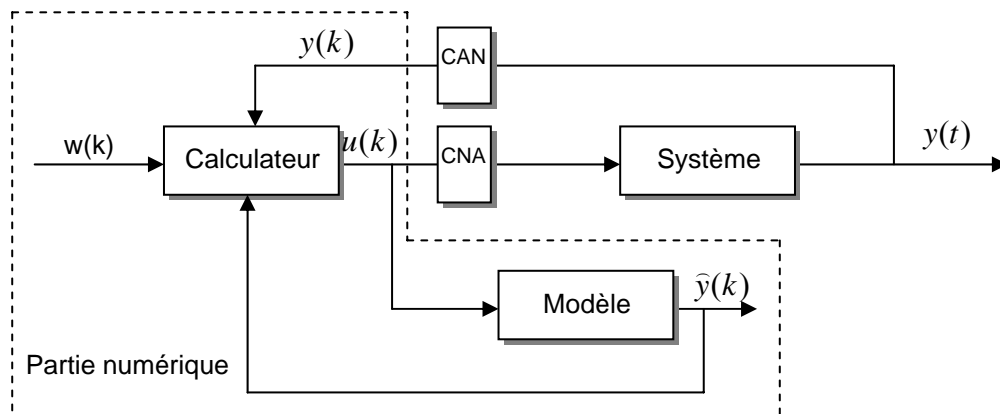 y(k)
CAN
w(k)
Calculateur
u(k)
CNA
Système
y(t)
Modèle
ŷ(k)
Partie numérique